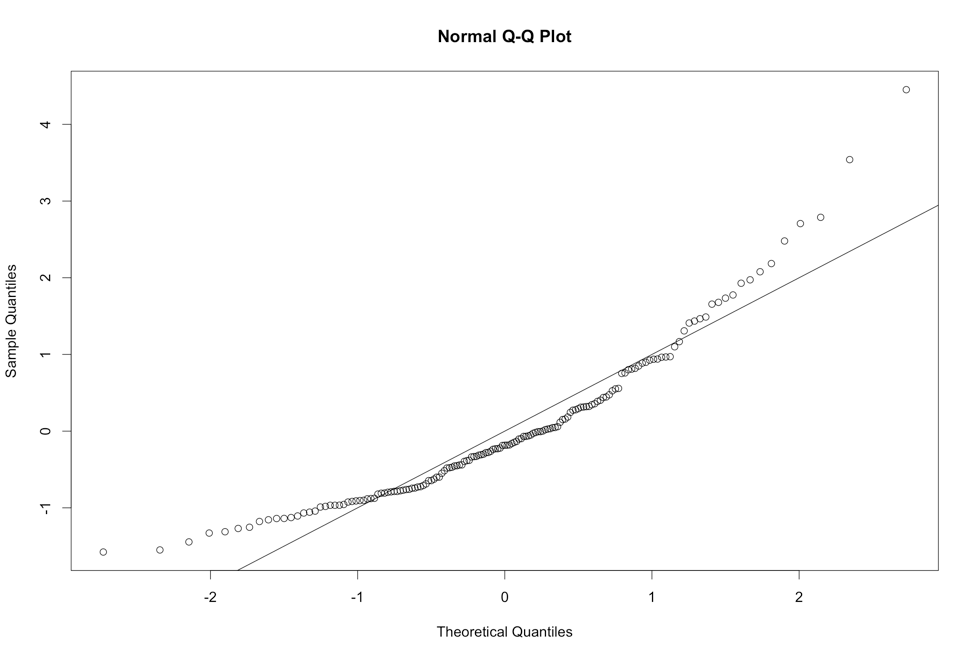 Normal Q-Q Plot
Sample Quantiles
4
3
2
1
0
-1
-2 -1 0 1 2
Theoretical Quantiles